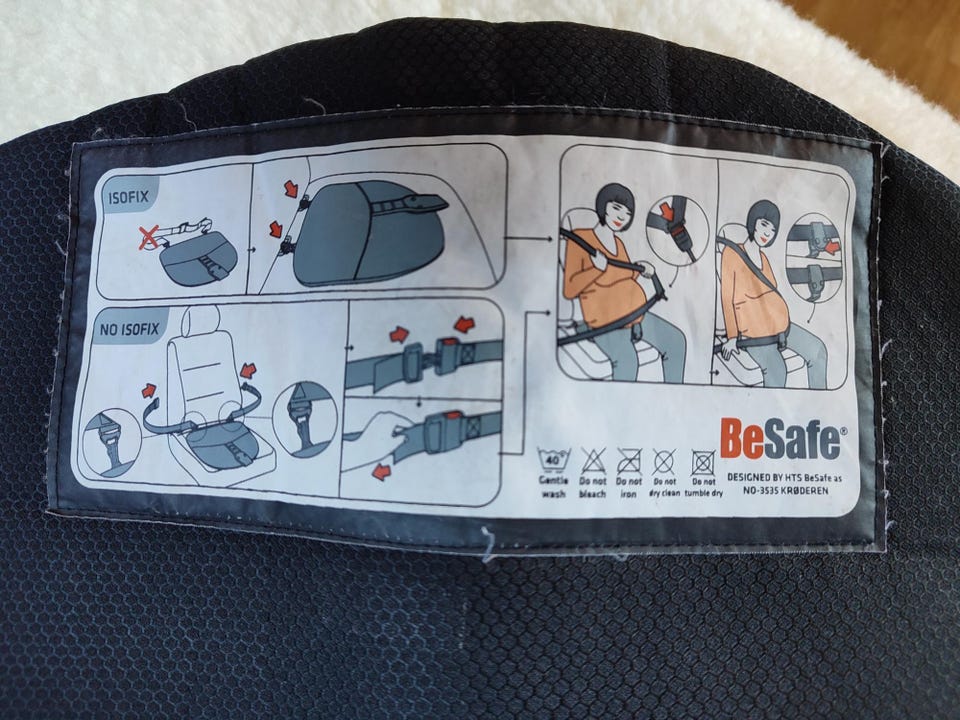 ISOFIX
NO ISOFIX
BeSafe®
40°
Gentle wash
Do not bleach
Do not iron
Do not dry clean
Do not tumble dry
DESIGNED BY HTS BeSafe as
NO-3535 KRØDEREN